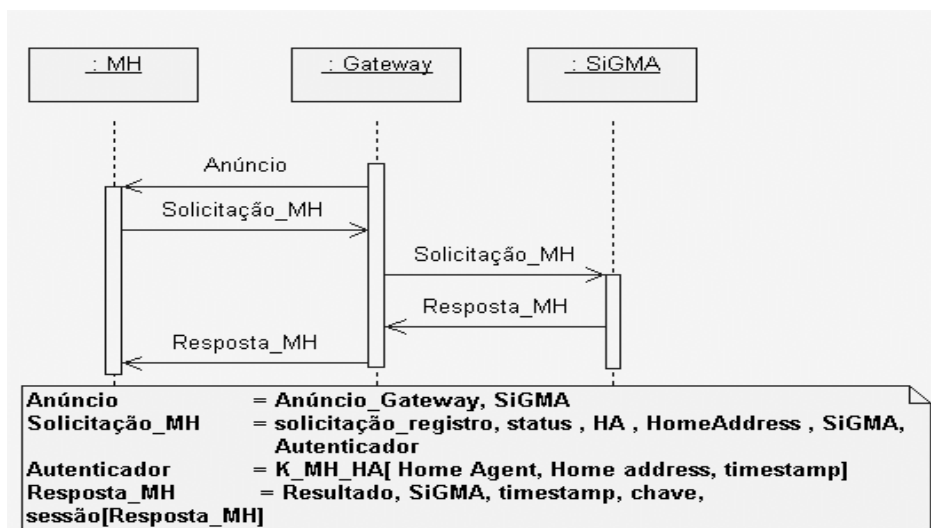 : MH
: Gateway
: SiGMA
Anúncio
Solicitação_MH
Solicitação_MH
Resposta_MH
Resposta_MH
Anúncio = Anúncio_Gateway, SiGMA
Solicitação_MH = solicitação_registro, status , HA , HomeAddress , SiGMA,
Autenticador
Autenticador = K_MH_HA[ Home Agent, Home address, timestamp]
Resposta_MH = Resultado, SiGMA, timestamp, chave,
sessão[Resposta_MH]